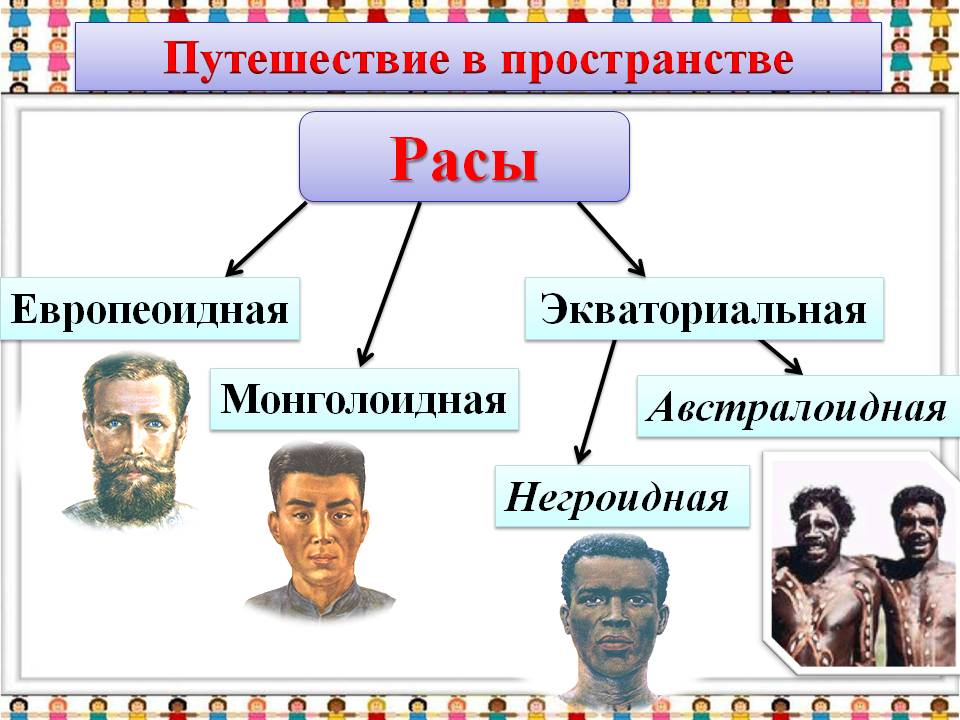 Путешествие в пространстве
Расы
Европеоидная
Экваториальная
Монголоидная
Австралоидная
Негроидная